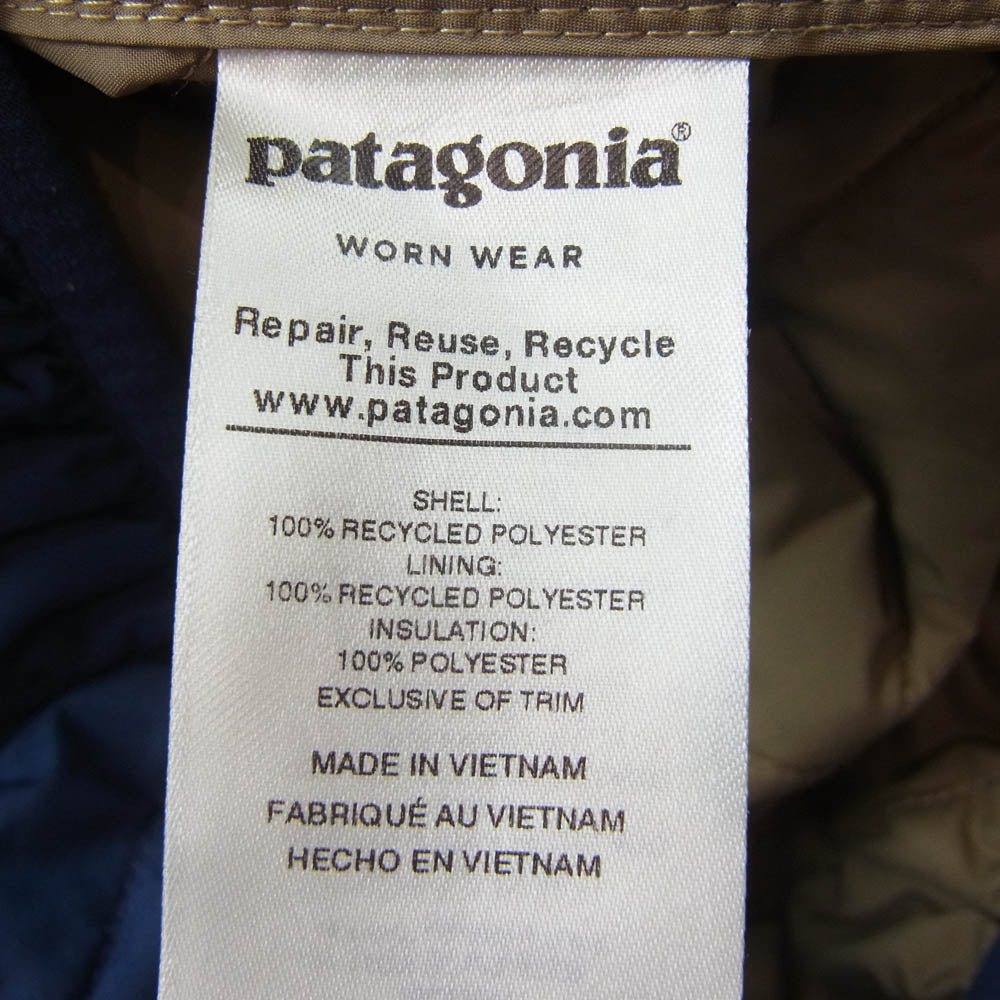 patagonia®
WORN WEAR
Repair, Reuse, Recycle
This Product
www.patagonia.com
SHELL:
100% RECYCLED POLYESTER
LINING:
100% RECYCLED POLYESTER
INSULATION:
100% POLYESTER
EXCLUSIVE OF TRIM
MADE IN VIETNAM
FABRIQUÉ AU VIETNAM
HECHO EN VIETNAM